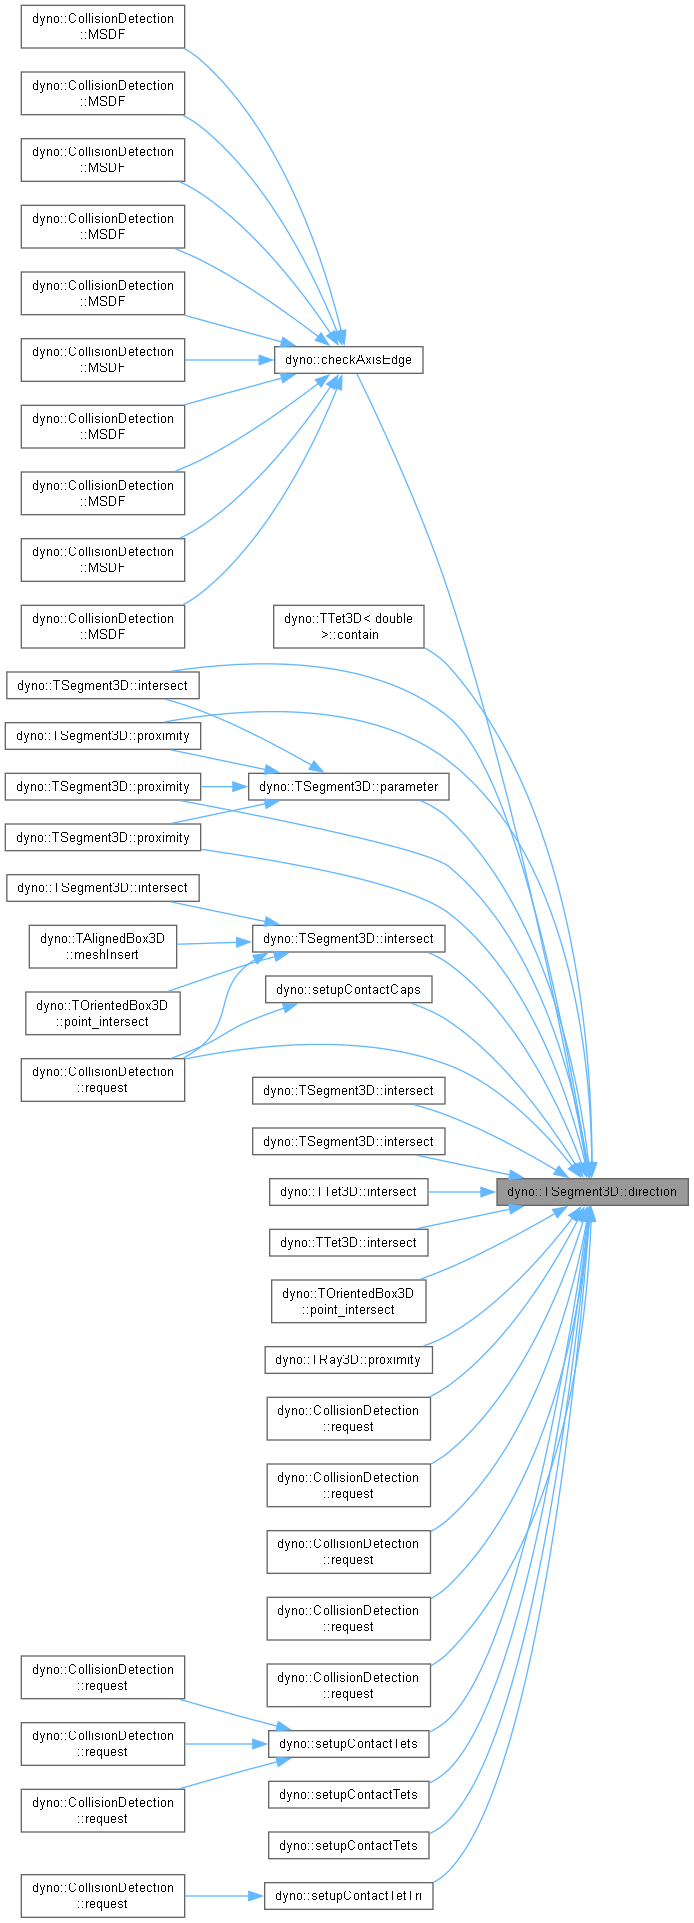 dyno::CollisionDetection
::MSDF
dyno::CollisionDetection
::MSDF
dyno::CollisionDetection
::MSDF
dyno::CollisionDetection
::MSDF
dyno::CollisionDetection
::MSDF
dyno::CollisionDetection
::MSDF
dyno::checkAxisEdge
dyno::CollisionDetection
::MSDF
dyno::CollisionDetection
::MSDF
dyno::CollisionDetection
::MSDF
dyno::CollisionDetection
::MSDF
dyno::TTet3D< double
>::contain
dyno::TSegment3D::intersect
dyno::TSegment3D::proximity
dyno::TSegment3D::proximity
dyno::TSegment3D::parameter
dyno::TSegment3D::proximity
dyno::TSegment3D::intersect
dyno::TAlignedBox3D
::meshInsert
dyno::TSegment3D::intersect
dyno::TOrientedBox3D
::point_intersect
dyno::setupContactCaps
dyno::CollisionDetection
::request
dyno::TSegment3D::intersect
dyno::TSegment3D::intersect
dyno::TTet3D::intersect
dyno::TSegment3D::direction
dyno::TTet3D::intersect
dyno::TOrientedBox3D
::point_intersect
dyno::TRay3D::proximity
dyno::CollisionDetection
::request
dyno::CollisionDetection
::request
dyno::CollisionDetection
::request
dyno::CollisionDetection
::request
dyno::CollisionDetection
::request
dyno::CollisionDetection
::request
dyno::CollisionDetection
::request
dyno::setupContactTets
dyno::CollisionDetection
::request
dyno::setupContactTets
dyno::setupContactTets
dyno::CollisionDetection
::request
dyno::setupContactTetTri